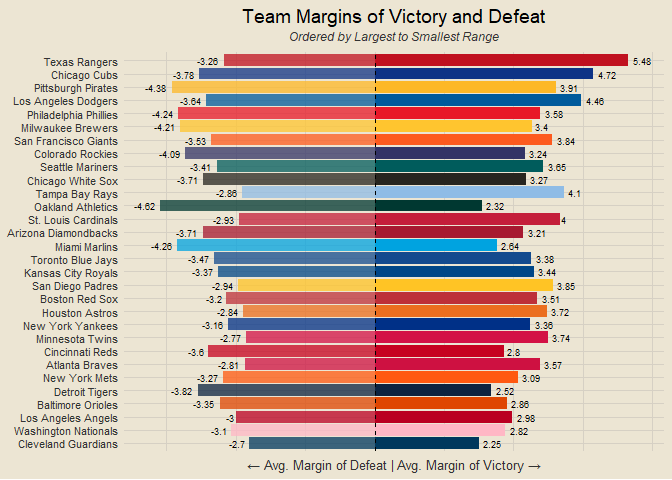 Team Margins of Victory and Defeat
Ordered by Largest to Smallest Range
Texas Rangers -3.26 5.48
Chicago Cubs -3.78 4.72
Pittsburgh Pirates -4.38 3.91
Los Angeles Dodgers -3.64 4.46
Philadelphia Phillies -4.24 3.58
Milwaukee Brewers -4.21 3.4
San Francisco Giants -3.53 3.84
Colorado Rockies -4.09 3.24
Seattle Mariners -3.41 3.65
Chicago White Sox -3.71 3.27
Tampa Bay Rays -2.86 4.1
Oakland Athletics -4.62 2.32
St. Louis Cardinals -2.93 4
Arizona Diamondbacks -3.71 3.21
Miami Marlins -4.26 2.64
Toronto Blue Jays -3.47 3.38
Kansas City Royals -3.37 3.44
San Diego Padres -2.94 3.85
Boston Red Sox -3.2 3.51
Houston Astros -2.84 3.72
New York Yankees -3.16 3.36
Minnesota Twins -2.77 3.74
Cincinnati Reds -3.6 2.8
Atlanta Braves -2.81 3.57
New York Mets -3.27 3.09
Detroit Tigers -3.82 2.52
Baltimore Orioles -3.35 2.86
Los Angeles Angels -3 2.98
Washington Nationals -3.1 2.82
Cleveland Guardians -2.7 2.25
← Avg. Margin of Defeat | Avg. Margin of Victory →